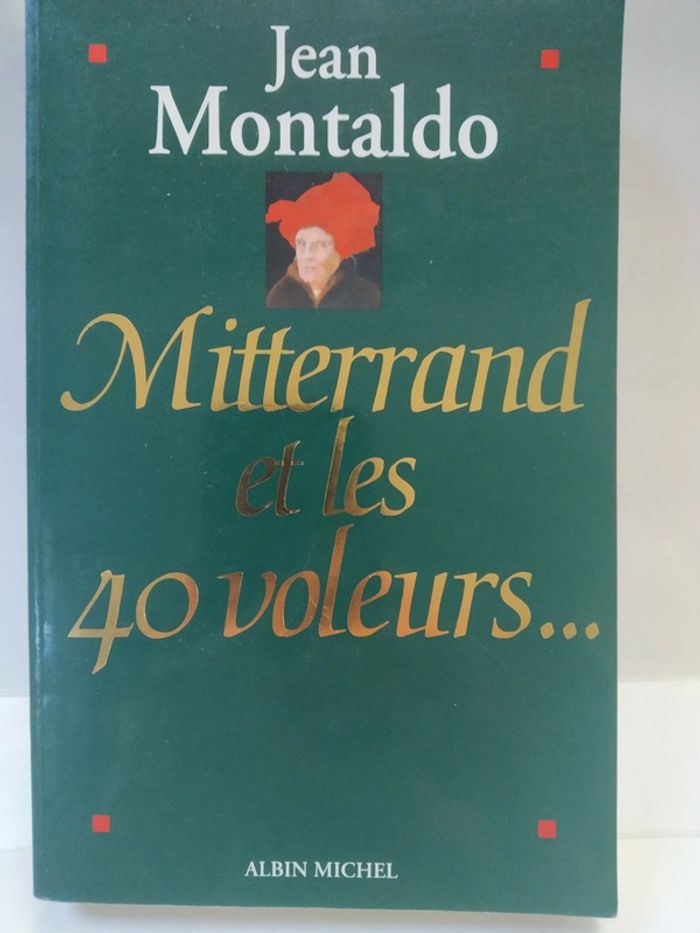 Jean
Montaldo
Mitterrand
et les
40 voleurs...
ALBIN MICHEL